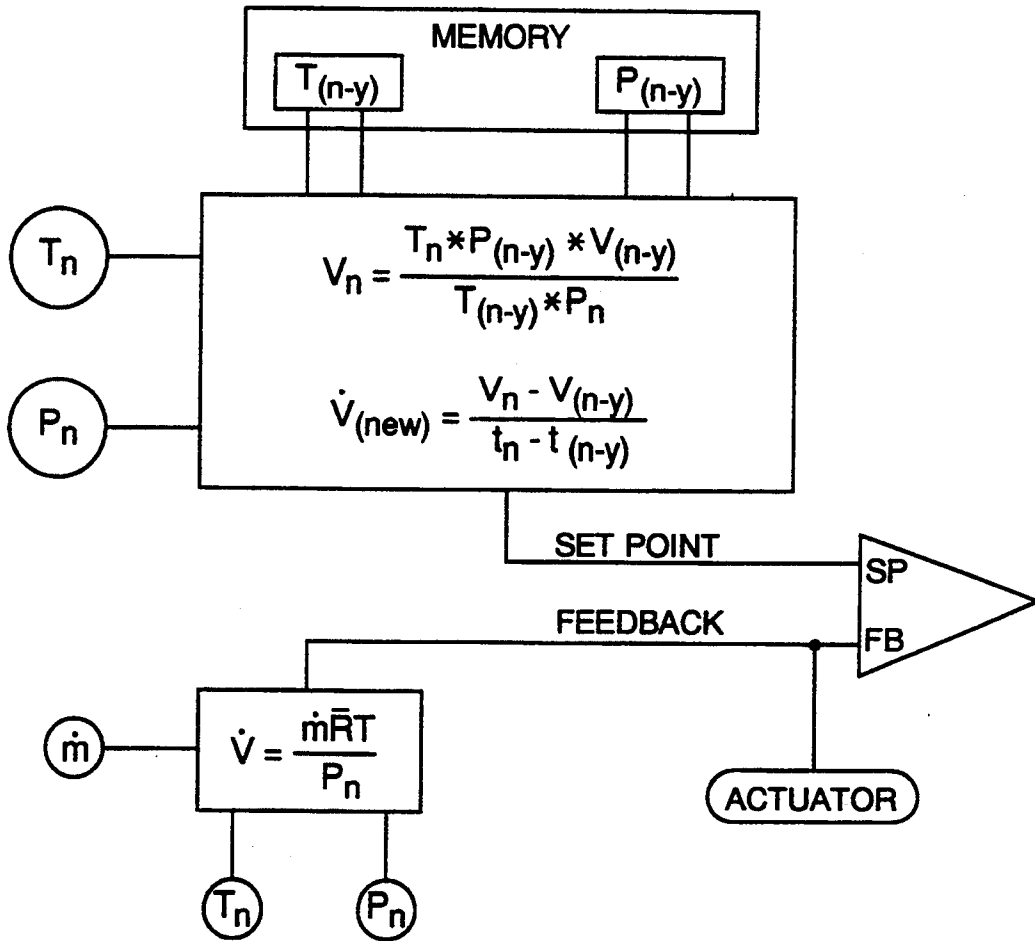 MEMORY
T(n-y) P(n-y)
Tn
Vn = Tn*P(n-y)*V(n-y) / T(n-y)*Pn
Pn
V̇(new) = Vn - V(n-y) / tn - t(n-y)
SET POINT
SP
FEEDBACK
FB
ṁ
V̇ = ṁR̄T / Pn
ACTUATOR
Tn Pn